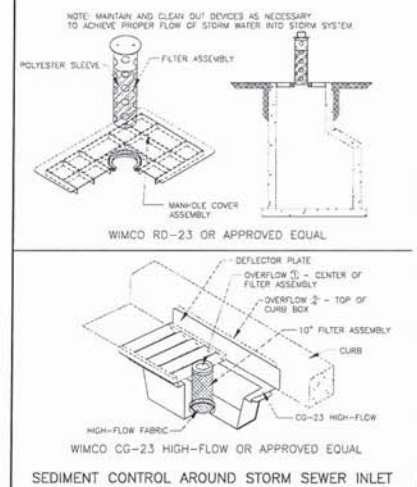 NOTE: MAINTAIN AND CLEAN OUT DEVICES AS NECESSARY
TO ACHIEVE PROPER FLOW OF STORM WATER INTO STORM SYSTEM.
POLYESTER SLEEVE
FILTER ASSEMBLY
MANHOLE COVER
ASSEMBLY
WIMCO RD-23 OR APPROVED EQUAL
DEFLECTOR PLATE
OVERFLOW ① - CENTER OF
FILTER ASSEMBLY
OVERFLOW ② - TOP OF
CURB BOX
10" FILTER ASSEMBLY
CURB
CG-23 HIGH-FLOW
HIGH-FLOW FABRIC
WIMCO CG-23 HIGH-FLOW OR APPROVED EQUAL
SEDIMENT CONTROL AROUND STORM SEWER INLET